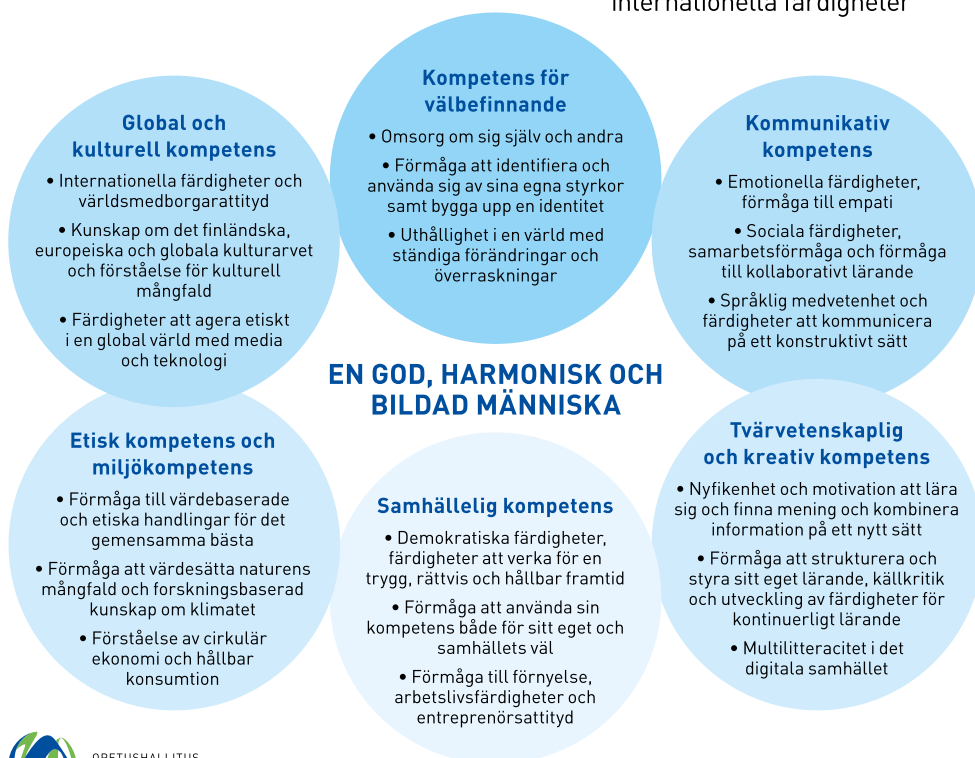 internationella färdigheter
Kompetens för
välbefinnande
• Omsorg om sig själv och andra
• Förmåga att identifiera och
använda sig av sina egna styrkor
samt bygga upp en identitet
• Uthållighet i en värld med
ständiga förändringar och
överraskningar
Global och
kulturell kompetens
• Internationella färdigheter och
världsmedborgarattityd
• Kunskap om det finländska,
europeiska och globala kulturarvet
och förståelse för kulturell
mångfald
• Färdigheter att agera etiskt
i en global värld med media
och teknologi
Kommunikativ
kompetens
• Emotionella färdigheter,
förmåga till empati
• Sociala färdigheter,
samarbetsförmåga och förmåga
till kollaborativt lärande
• Språklig medvetenhet och
färdigheter att kommunicera
på ett konstruktivt sätt
EN GOD, HARMONISK OCH
BILDAD MÄNNISKA
Etisk kompetens och
miljökompetens
• Förmåga till värdebaserade
och etiska handlingar för det
gemensamma bästa
• Förmåga att värdesätta naturens
mångfald och forskningsbaserad
kunskap om klimatet
• Förståelse av cirkulär
ekonomi och hållbar
konsumtion
Samhällelig kompetens
• Demokratiska färdigheter,
färdigheter att verka för en
trygg, rättvis och hållbar framtid
• Förmåga att använda sin
kompetens både för sitt eget och
samhällets väl
• Förmåga till förnyelse,
arbetslivsfärdigheter och
entreprenörsattityd
Tvärvetenskaplig
och kreativ kompetens
• Nyfikenhet och motivation att lära
sig och finna mening och kombinera
information på ett nytt sätt
• Förmåga att strukturera och
styra sitt eget lärande, källkritik
och utveckling av färdigheter för
kontinuerligt lärande
• Multilitteracitet i det
digitala samhället
OPETUSHALLITUS